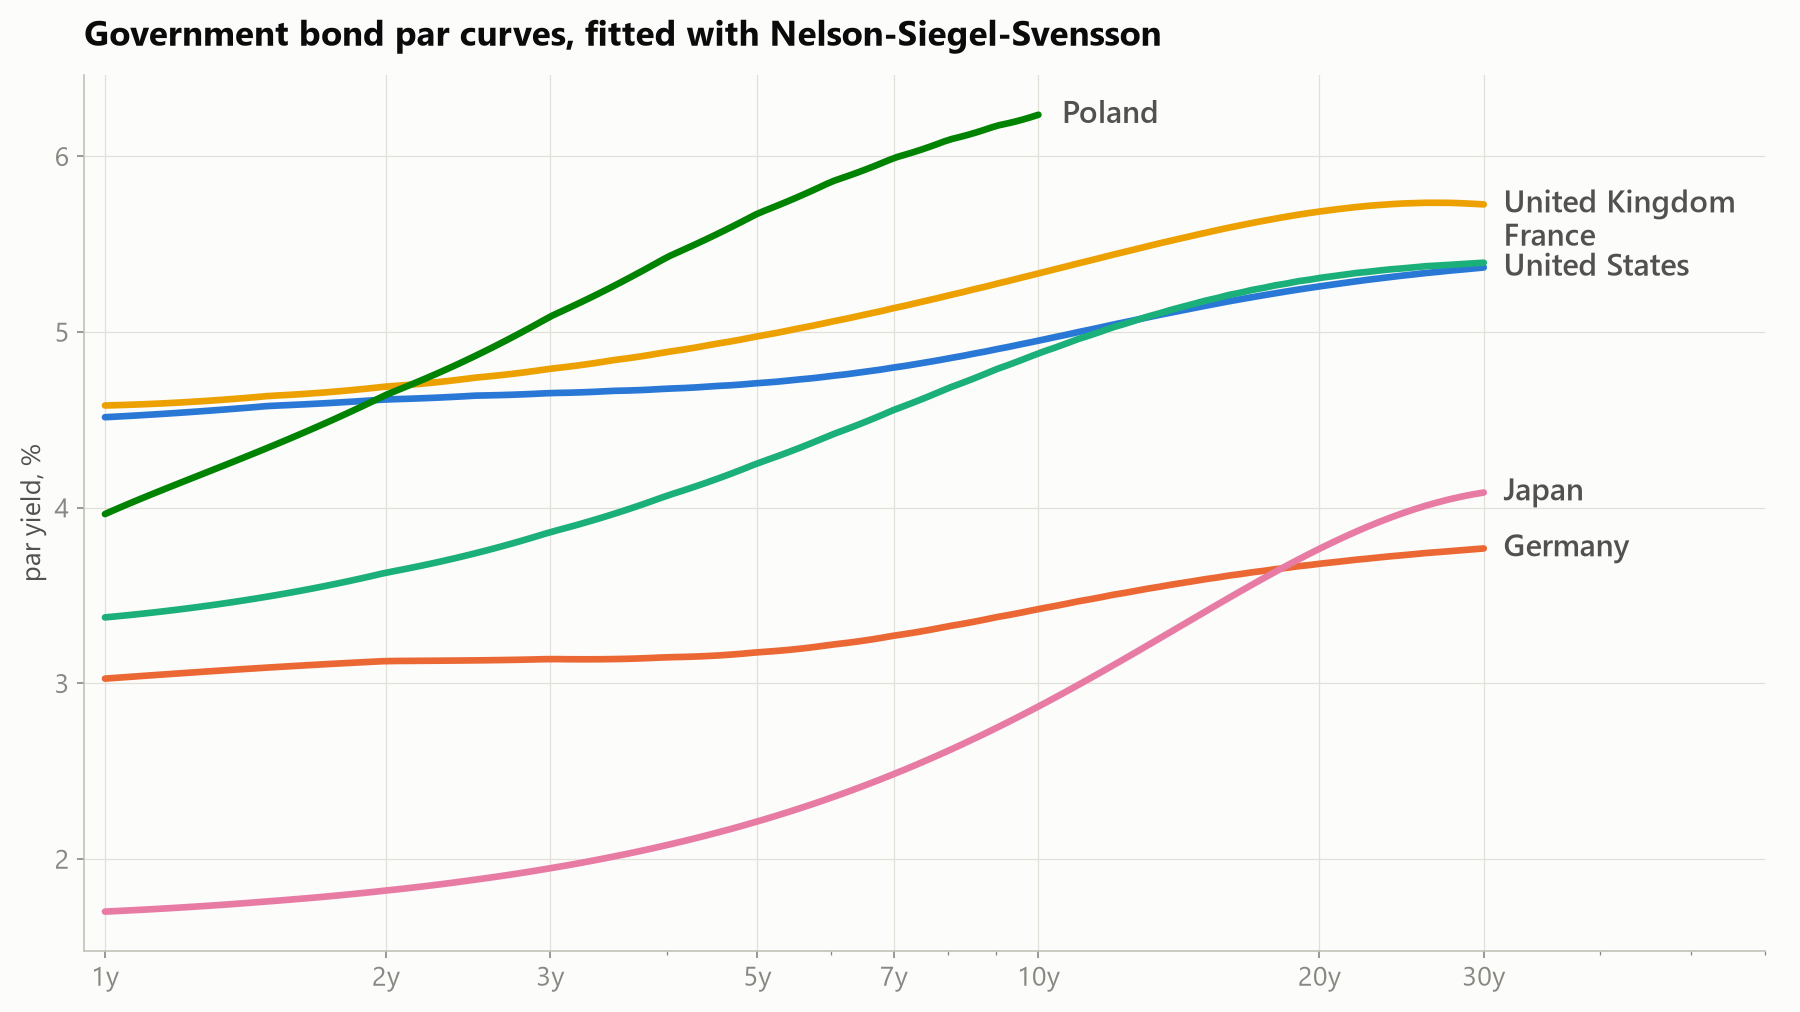 Government bond par curves, fitted with Nelson-Siegel-Svensson
Poland
United Kingdom
France
United States
Japan
Germany
par yield, %
6
5
4
3
2
1y 2y 3y 5y 7y 10y 20y 30y